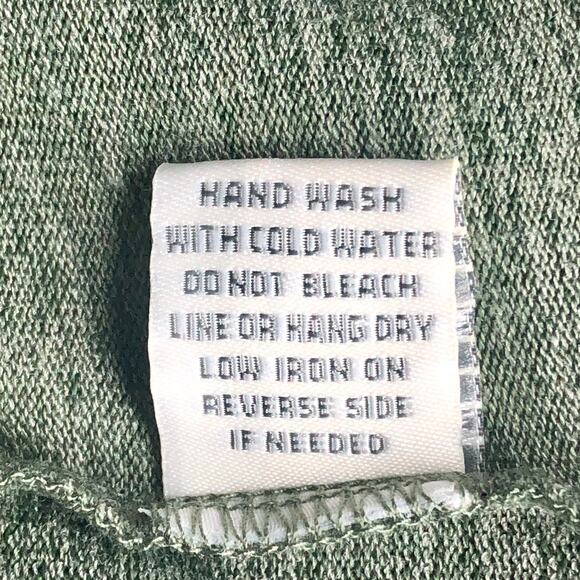 HAND WASH
WITH COLD WATER
DO NOT BLEACH
LINE OR HANG DRY
LOW IRON ON
REVERSE SIDE
IF NEEDED